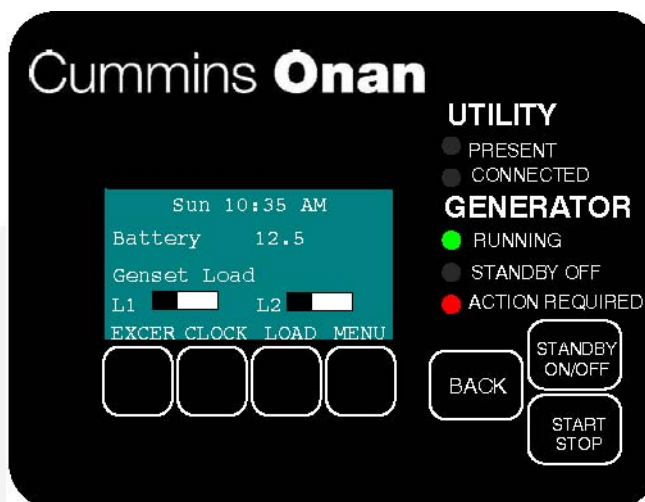 Cummins Onan
Sun 10:35 AM
Battery 12.5
Genset Load
L1 L2
EXCER CLOCK LOAD MENU
UTILITY
PRESENT
CONNECTED
GENERATOR
RUNNING
STANDBY OFF
ACTION REQUIRED
BACK
STANDBY
ON/OFF
START
STOP